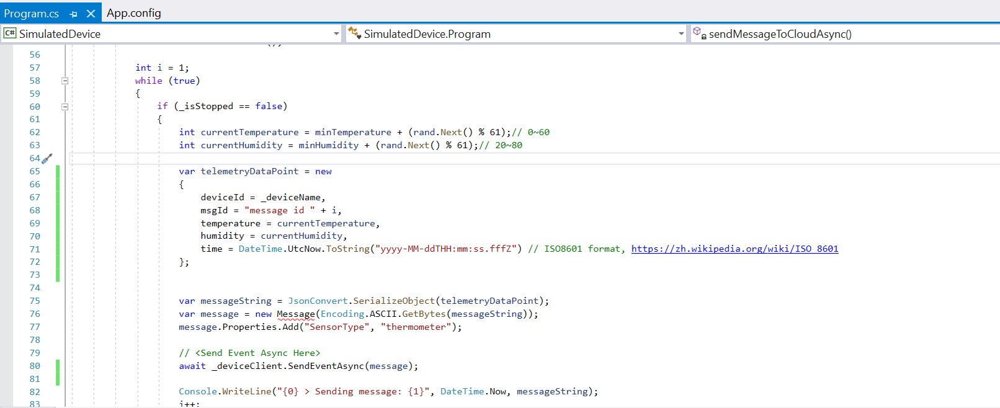 Program.cs App.config
C# SimulatedDevice SimulatedDevice.Program sendMessageToCloudAsync()
56
57 int i = 1;
58 while (true)
59 {
60 if (_isStopped == false)
61 {
62 int currentTemperature = minTemperature + (rand.Next() % 61);// 0~60
63 int currentHumidity = minHumidity + (rand.Next() % 61);// 20~80
64
65 var telemetryDataPoint = new
66 {
67 deviceId = _deviceName,
68 msgId = "message id " + i,
69 temperature = currentTemperature,
70 humidity = currentHumidity,
71 time = DateTime.UtcNow.ToString("yyyy-MM-ddTHH:mm:ss.fffZ") // ISO8601 format, https://zh.wikipedia.org/wiki/ISO_8601
72 };
73
74
75 var messageString = JsonConvert.SerializeObject(telemetryDataPoint);
76 var message = new Message(Encoding.ASCII.GetBytes(messageString));
77 message.Properties.Add("SensorType", "thermometer");
78
79 // <Send Event Async Here>
80 await _deviceClient.SendEventAsync(message);
81
82 Console.WriteLine("{0} > Sending message: {1}", DateTime.Now, messageString);
83 i++;